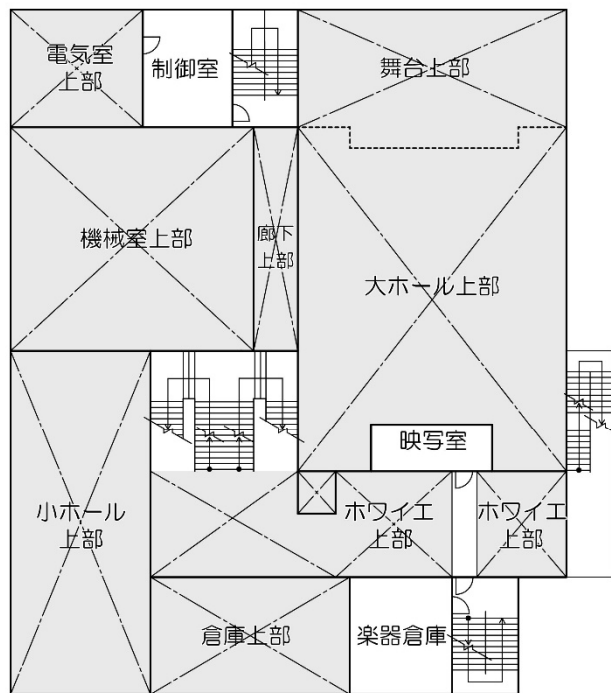 電気室
上部
制御室
舞台上部
機械室上部
廊下
上部
大ホール上部
映写室
小ホール
上部
ホワイエ
上部
ホワイエ
上部
倉庫上部
楽器倉庫